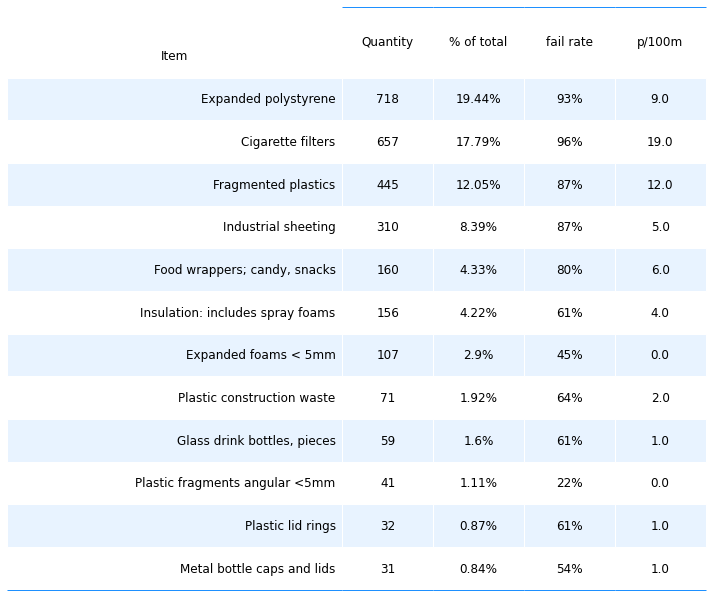 Item Quantity % of total fail rate p/100m
Expanded polystyrene 718 19.44% 93% 9.0
Cigarette filters 657 17.79% 96% 19.0
Fragmented plastics 445 12.05% 87% 12.0
Industrial sheeting 310 8.39% 87% 5.0
Food wrappers; candy, snacks 160 4.33% 80% 6.0
Insulation: includes spray foams 156 4.22% 61% 4.0
Expanded foams < 5mm 107 2.9% 45% 0.0
Plastic construction waste 71 1.92% 64% 2.0
Glass drink bottles, pieces 59 1.6% 61% 1.0
Plastic fragments angular <5mm 41 1.11% 22% 0.0
Plastic lid rings 32 0.87% 61% 1.0
Metal bottle caps and lids 31 0.84% 54% 1.0